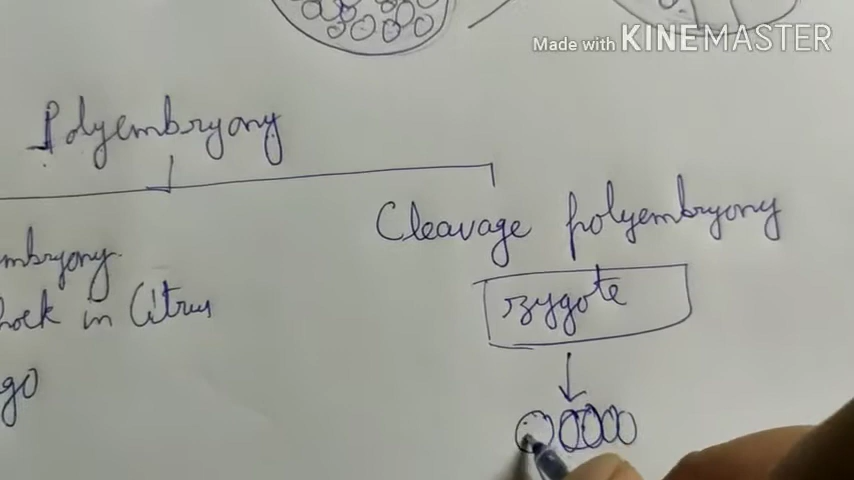 Made with KINEMASTER
Polyembryony
Cleavage polyembryony
mbryony.
zygote
hock in Citrus
go